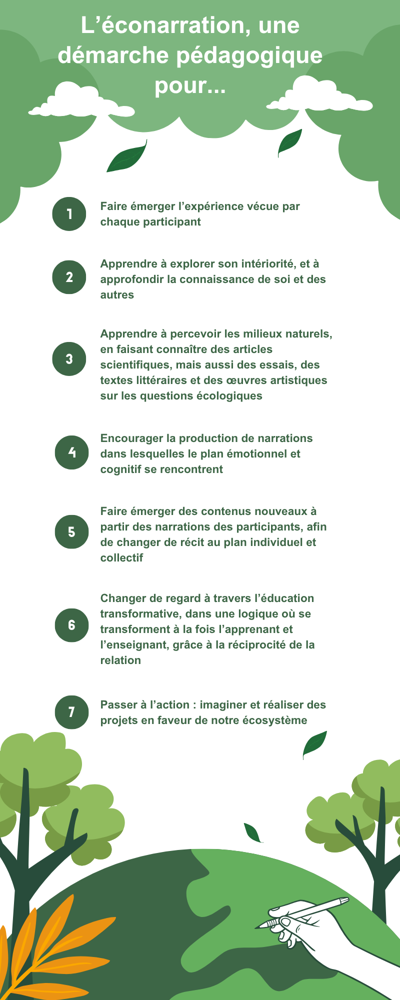 L’éconarration, une
démarche pédagogique
pour...
1
Faire émerger l’expérience vécue par
chaque participant
2
Apprendre à explorer son intériorité, et à
approfondir la connaissance de soi et des
autres
3
Apprendre à percevoir les milieux naturels,
en faisant connaître des articles
scientifiques, mais aussi des essais, des
textes littéraires et des œuvres artistiques
sur les questions écologiques
4
Encourager la production de narrations
dans lesquelles le plan émotionnel et
cognitif se rencontrent
5
Faire émerger des contenus nouveaux à
partir des narrations des participants, afin
de changer de récit au plan individuel et
collectif
6
Changer de regard à travers l’éducation
transformative, dans une logique où se
transforment à la fois l’apprenant et
l’enseignant, grâce à la réciprocité de la
relation
7
Passer à l’action : imaginer et réaliser des
projets en faveur de notre écosystème